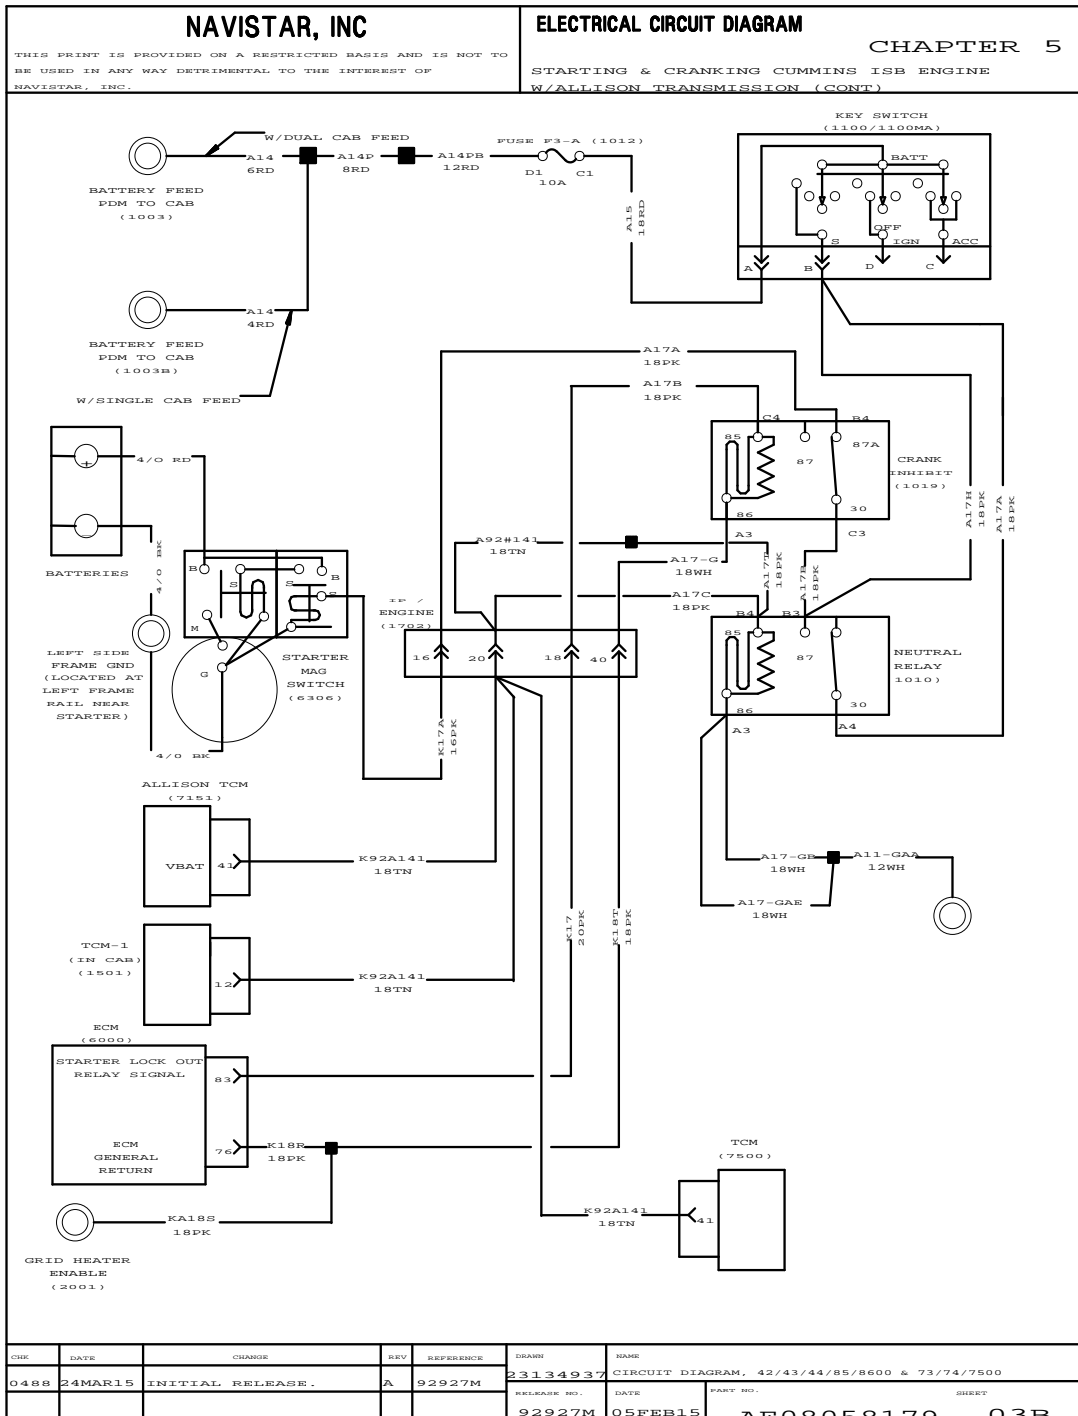 NAVISTAR, INC
THIS PRINT IS PROVIDED ON A RESTRICTED BASIS AND IS NOT TO
BE USED IN ANY WAY DETRIMENTAL TO THE INTEREST OF
NAVISTAR, INC.
ELECTRICAL CIRCUIT DIAGRAM
CHAPTER 5
STARTING & CRANKING CUMMINS ISB ENGINE
W/ALLISON TRANSMISSION (CONT)
W/DUAL CAB FEED
A14
6RD
A14P
8RD
A14PB
12RD
FUSE F3-A (1012)
D1
C1
10A
BATTERY FEED
PDM TO CAB
(1003)
A15
18RD
KEY SWITCH
(1100/1100MA)
BATT
OFF
S
IGN
ACC
A
B
D
C
A14
4RD
BATTERY FEED
PDM TO CAB
(1003B)
W/SINGLE CAB FEED
A17A
18PK
A17B
18PK
C4
B4
85
87
87A
86
30
A3
C3
CRANK
INHIBIT
(1019)
A17H
18PK
A17A
18PK
4/0 RD
4/0 BK
BATTERIES
B
S
S
B
S
M
G
STARTER
MAG
SWITCH
(6306)
LEFT SIDE
FRAME GND
(LOCATED AT
LEFT FRAME
RAIL NEAR
STARTER)
4/0 BK
A92#141
18TN
A17-G
18WH
A17T
18PK
A17B
18PK
A17C
18PK
IP /
ENGINE
(1702)
16
20
18
40
B4
B3
85
87
86
30
A3
A4
NEUTRAL
RELAY
1010)
K17A
16PK
ALLISON TCM
(7151)
VBAT
41
K92A141
18TN
A17-GB
18WH
A11-GAA
12WH
A17-GAE
18WH
K17
20PK
K18T
18PK
TCM-1
(IN CAB)
(1501)
12
K92A141
18TN
ECM
(6000)
STARTER LOCK OUT
RELAY SIGNAL
83
ECM
GENERAL
RETURN
76
K18R
18PK
KA18S
18PK
GRID HEATER
ENABLE
(2001)
TCM
(7500)
K92A141
18TN
41
CHK
DATE
CHANGE
REV
REFERENCE
DRAWN
NAME
0488
24MAR15
INITIAL RELEASE.
A
92927M
23134937
CIRCUIT DIAGRAM, 42/43/44/85/8600 & 73/74/7500
RELEASE NO.
DATE
PART NO.
SHEET
92927M
05FEB15
AF08058179
03B